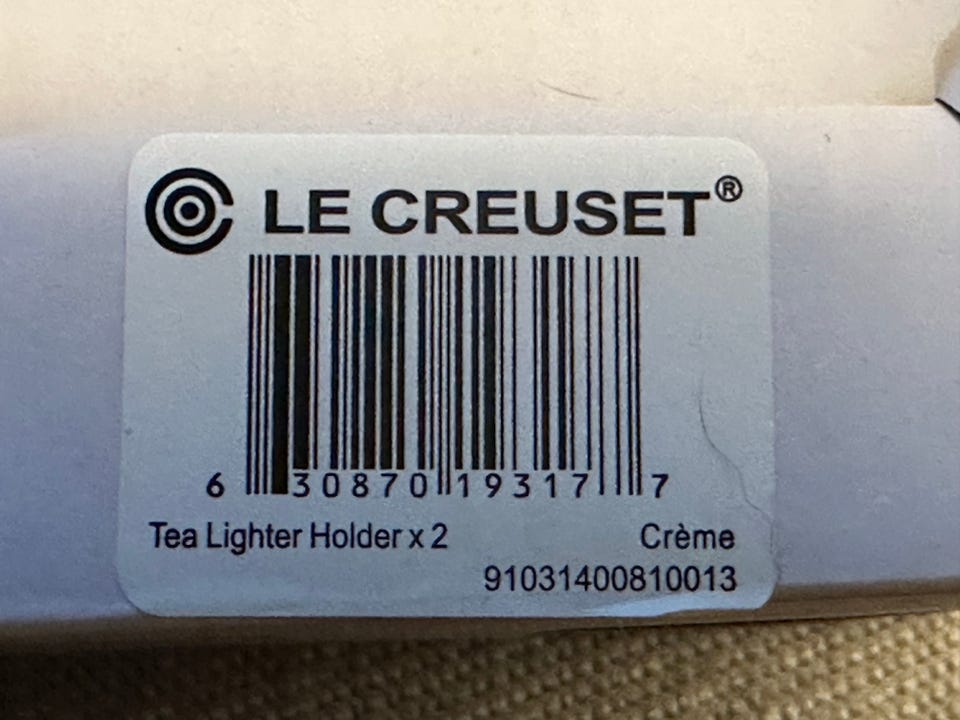 LE CREUSET®
6 30870 19317 7
Tea Lighter Holder x 2 Crème
91031400810013